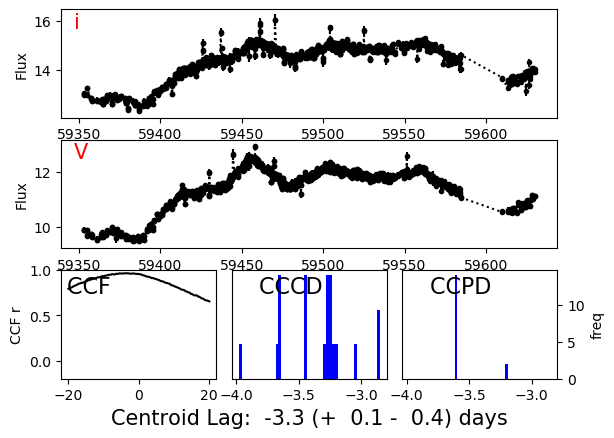 i
16
14
Flux
59350 59400 59450 59500 59550 59600
V
12
10
Flux
59350 59400 59450 59500 59550 59600
1.0
0.5
0.0
CCF r
CCF
−20 0 20
CCCD
−4.0 −3.5 −3.0
CCPD
−4.0 −3.5 −3.0
10
5
0
freq
Centroid Lag: -3.3 (+ 0.1 - 0.4) days